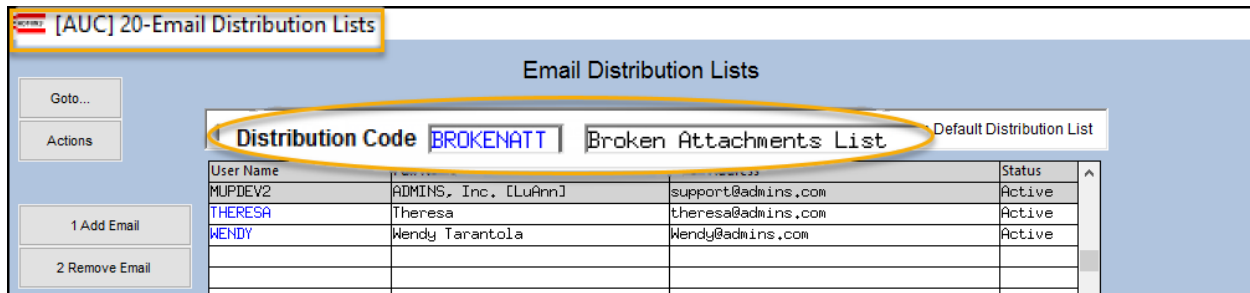 [AUC] 20-Email Distribution Lists
Email Distribution Lists
Goto...
Actions
Distribution Code BROKENATT Broken Attachments List Default Distribution List
User Name Status
MUPDEV2 ADMINS, Inc. [LuAnn] support@admins.com Active
THERESA Theresa theresa@admins.com Active
WENDY Wendy Tarantola Wendy@admins.com Active
1 Add Email
2 Remove Email